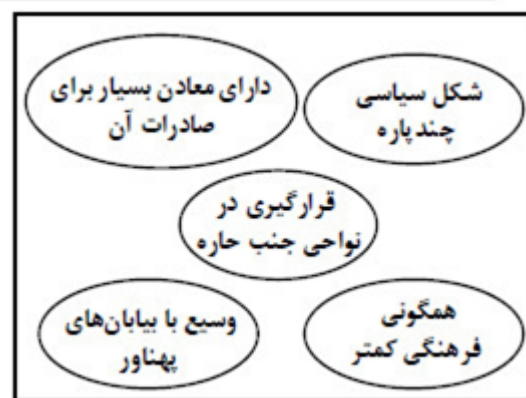 شکل سیاسی
چندپاره
دارای معادن بسیار برای
صادرات آن
قرارگیری در
نواحی جنب حاره
همگونی
فرهنگی کمتر
وسیع با بیابان‌های
پهناور